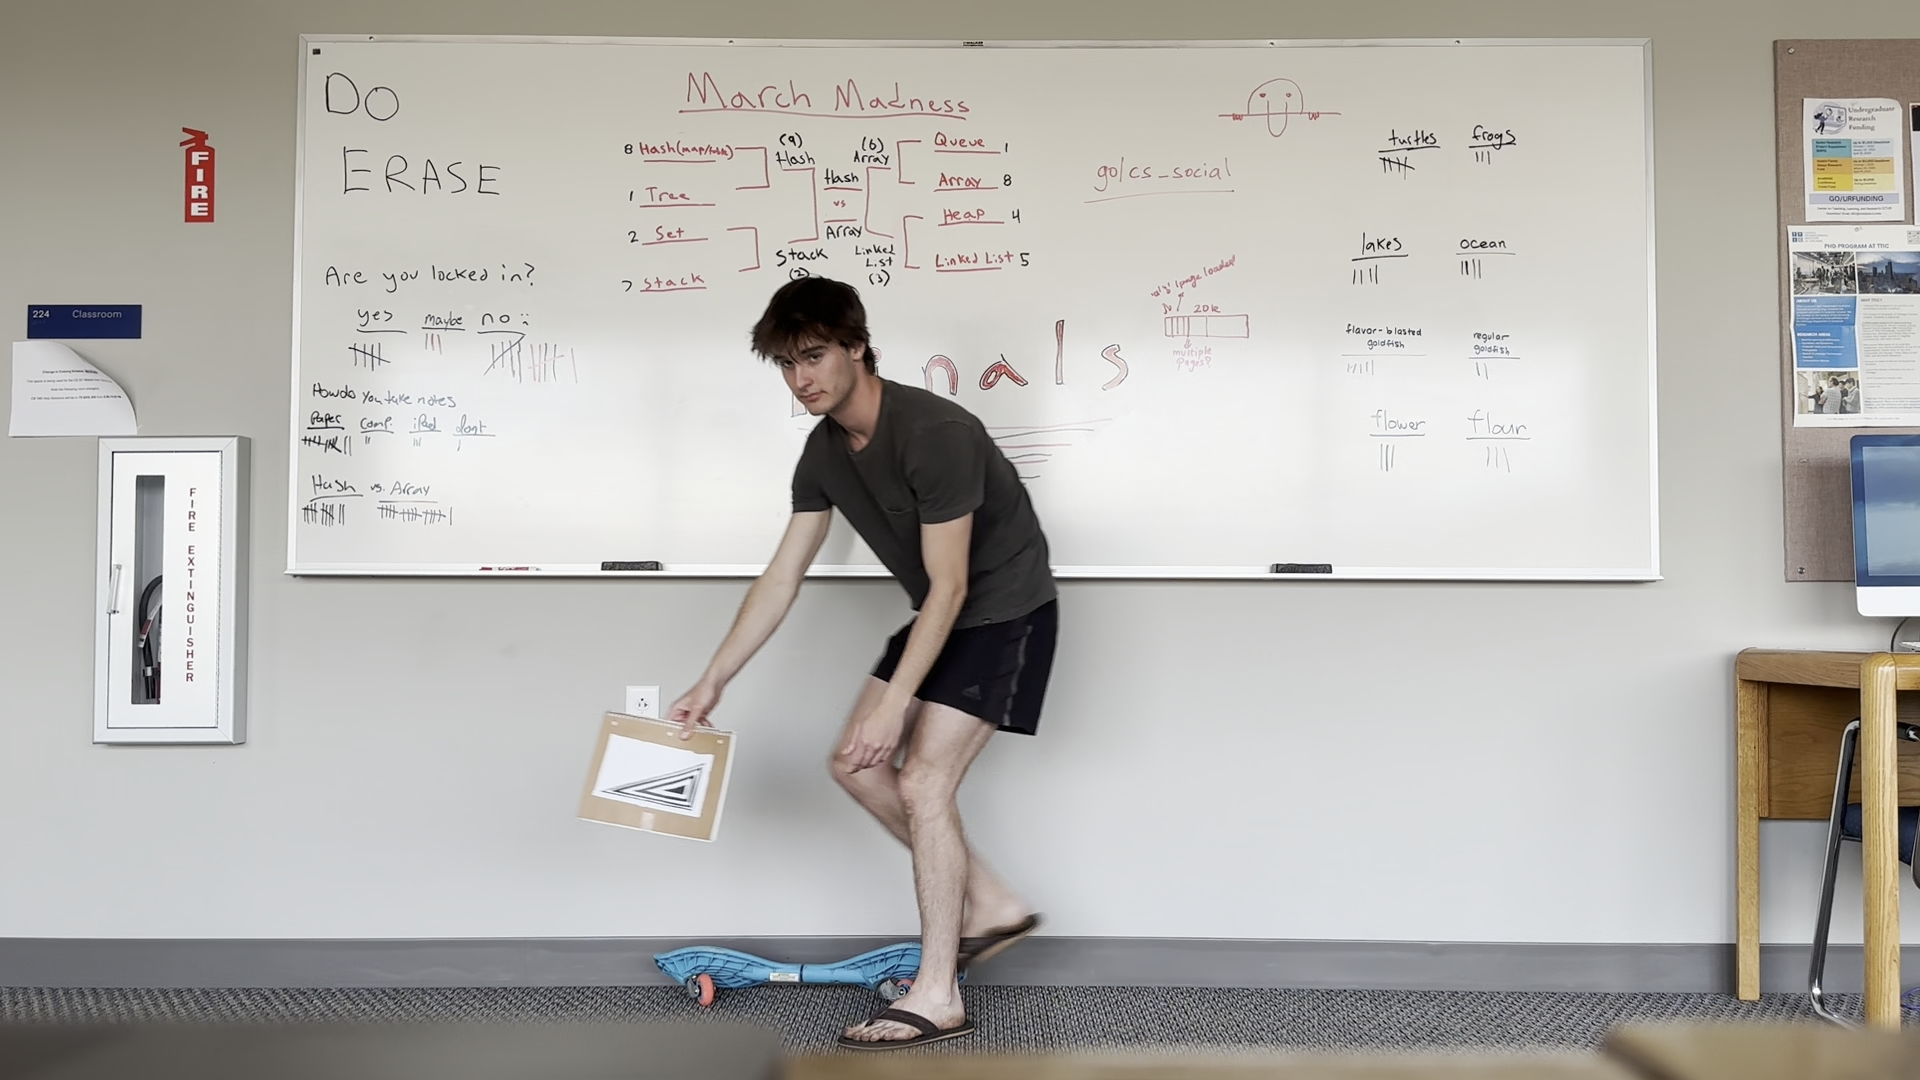 DO
ERASE
Are you locked in?
yes maybe no
How do you take notes
Paper comp. iPad dont
Hash vs. Array
March Madness
8 Hash(map/table)
1 Tree
2 Set
7 Stack
(9)
Hash
Stack
(2)
Hash
vs
Array
(6)
Array
Linked
List
(3)
Queue 1
Array 8
Heap 4
Linked List 5
nals
go/cs_social
20k
multiple
pages?
turtles frogs
lakes ocean
flavor-blasted
goldfish
regular
goldfish
flower flour
FIRE
224 Classroom
FIRE EXTINGUISHER
Undergraduate
Research
Funding
GO/URFUNDING
PHD PROGRAM AT TTIC
ABOUT US
RESEARCH AREAS